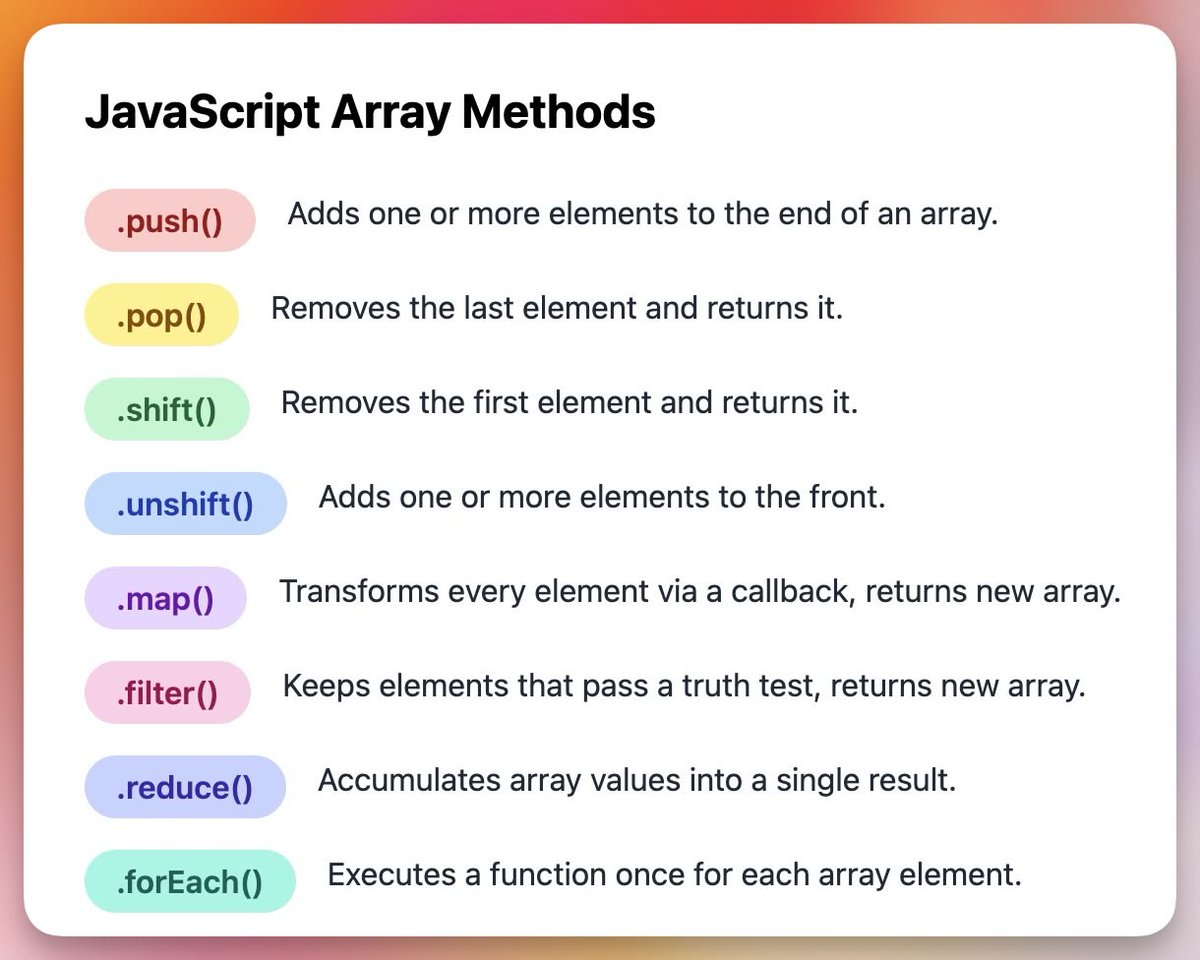 JavaScript Array Methods
.push() Adds one or more elements to the end of an array.
.pop() Removes the last element and returns it.
.shift() Removes the first element and returns it.
.unshift() Adds one or more elements to the front.
.map() Transforms every element via a callback, returns new array.
.filter() Keeps elements that pass a truth test, returns new array.
.reduce() Accumulates array values into a single result.
.forEach() Executes a function once for each array element.